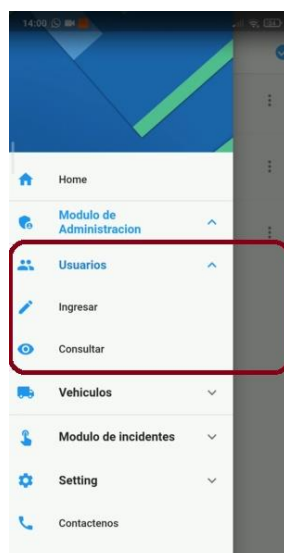 14:00
Home
Modulo de
Administracion
Usuarios
Ingresar
Consultar
Vehiculos
Modulo de incidentes
Setting
Contactenos